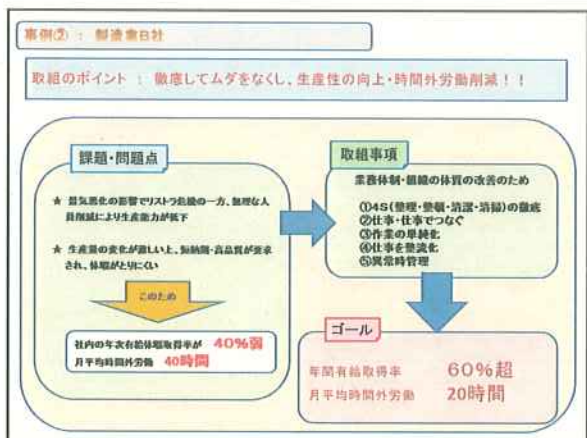 事例② : 製造業B社
取組のポイント : 徹底してムダをなくし、生産性の向上・時間外労働削減!!
課題・問題点
★ 景気悪化の影響でリストラ危機の一方、無理な人
員削減により生産能力が低下
★ 生産量の変化が激しい上、短納期・高品質が要求
され、休暇がとりにくい
このため
社内の年次有給休暇取得率が 40%弱
月平均時間外労働 40時間
取組事項
業務体制・組織の体質の改善のため
①4S(整理・整頓・清潔・清掃)の徹底
②仕事・仕事でつなぐ
③作業の単純化
④仕事を整流化
⑤異常時管理
ゴール
年間有給取得率 60%超
月平均時間外労働 20時間